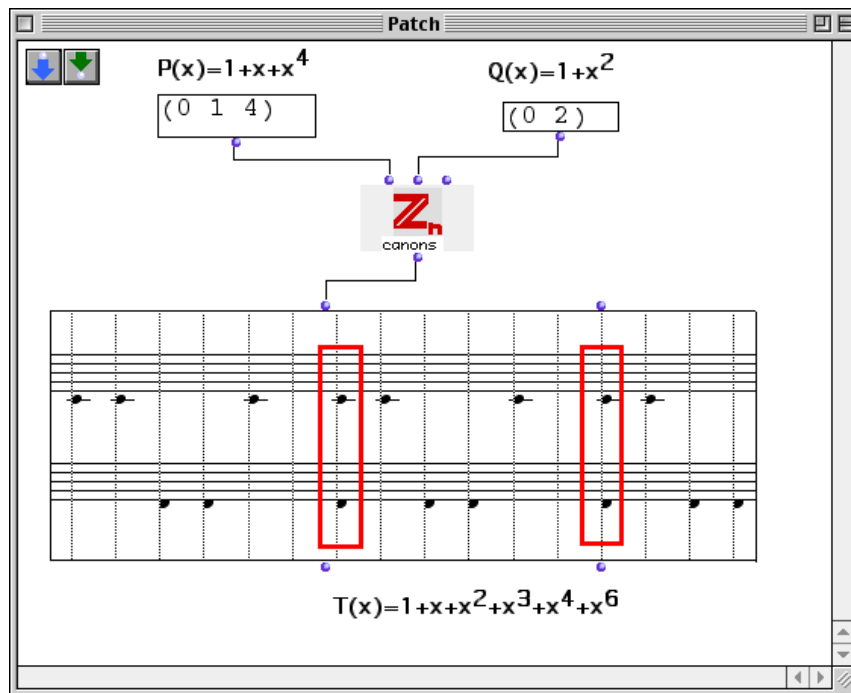 Patch
P(x)=1+x+x⁴
Q(x)=1+x²
(0 1 4)
(0 2)
Zn
canons
T(x)=1+x+x²+x³+x⁴+x⁶